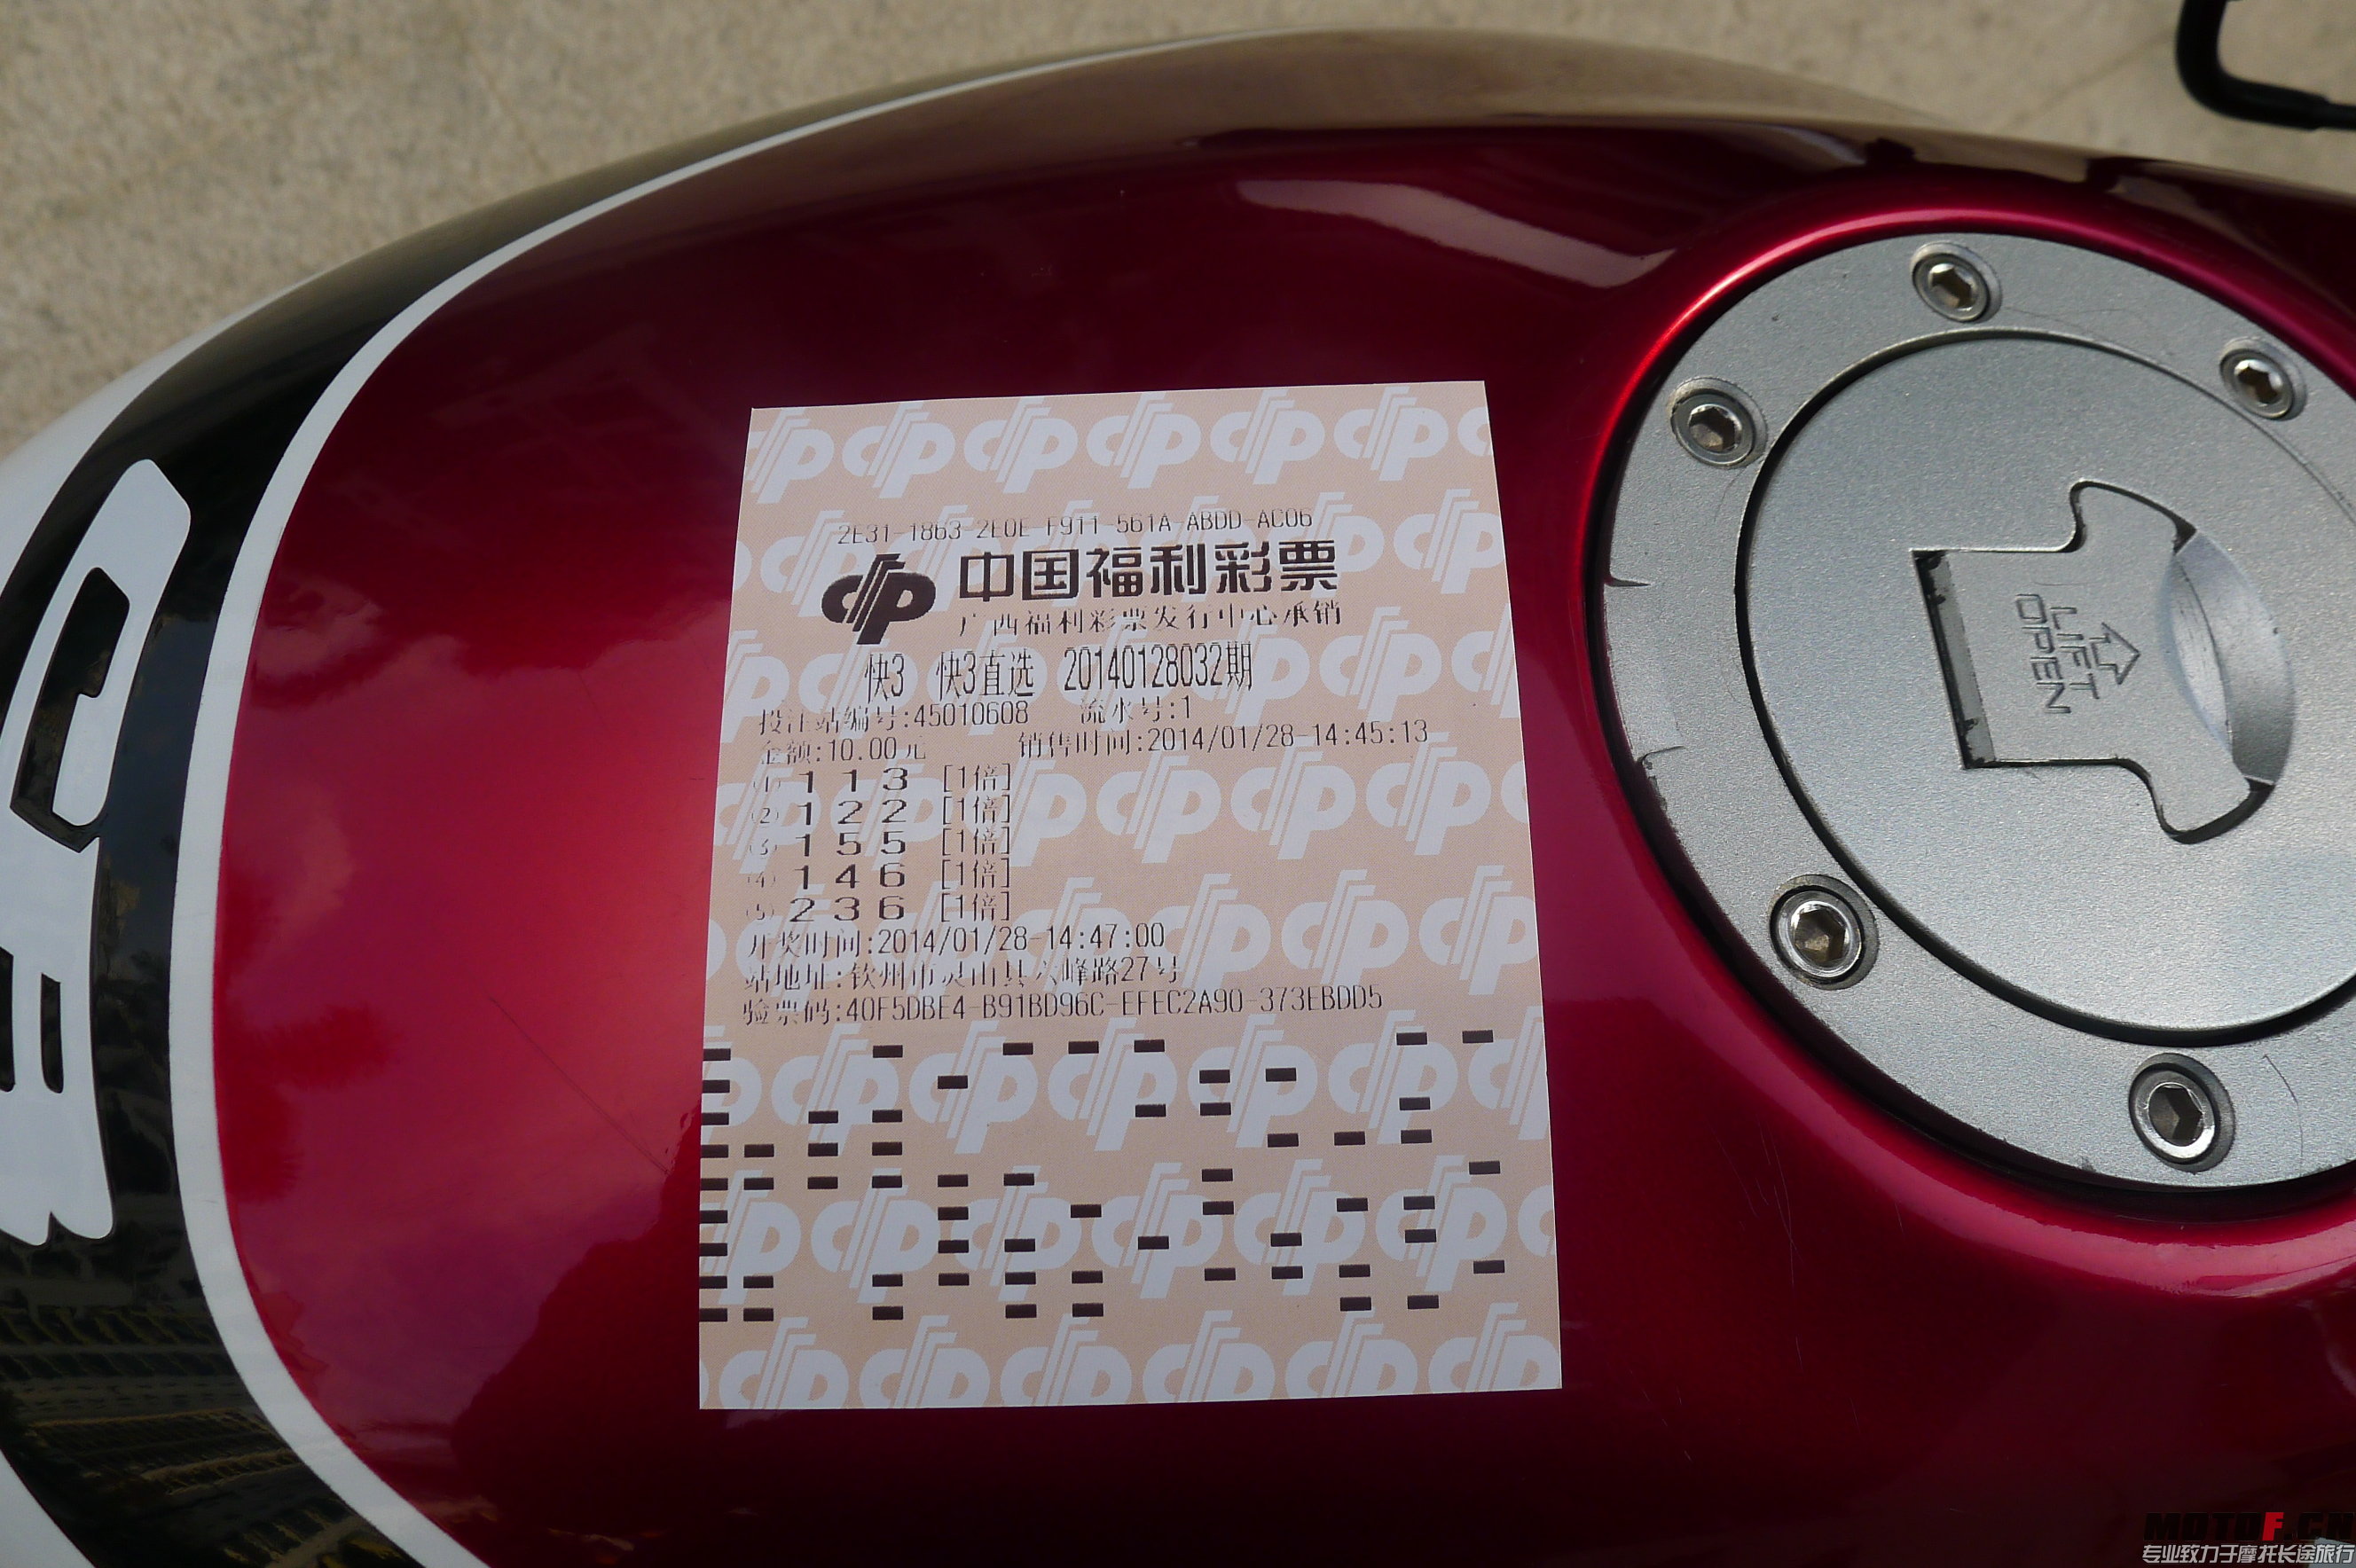 2E31-1863-2E0E-F911-561A-ABDD-AC06
中国福利彩票
广西福利彩票发行中心承销
快3 快3直选 20140128032期
投注站编号:45010608 流水号:1
金额:10.00元 销售时间:2014/01/28-14:45:13
(1) 1 1 3 [1倍]
(2) 1 2 2 [1倍]
(3) 1 5 5 [1倍]
(4) 1 4 6 [1倍]
(5) 2 3 6 [1倍]
开奖时间:2014/01/28-14:47:00
站地址:钦州市灵山县六峰路27号
验票码:40F5DBE4-B91BD96C-EFEC2A90-373EBDD5
LIFT
OPEN
MOTOF.CN
专业致力于摩托长途旅行